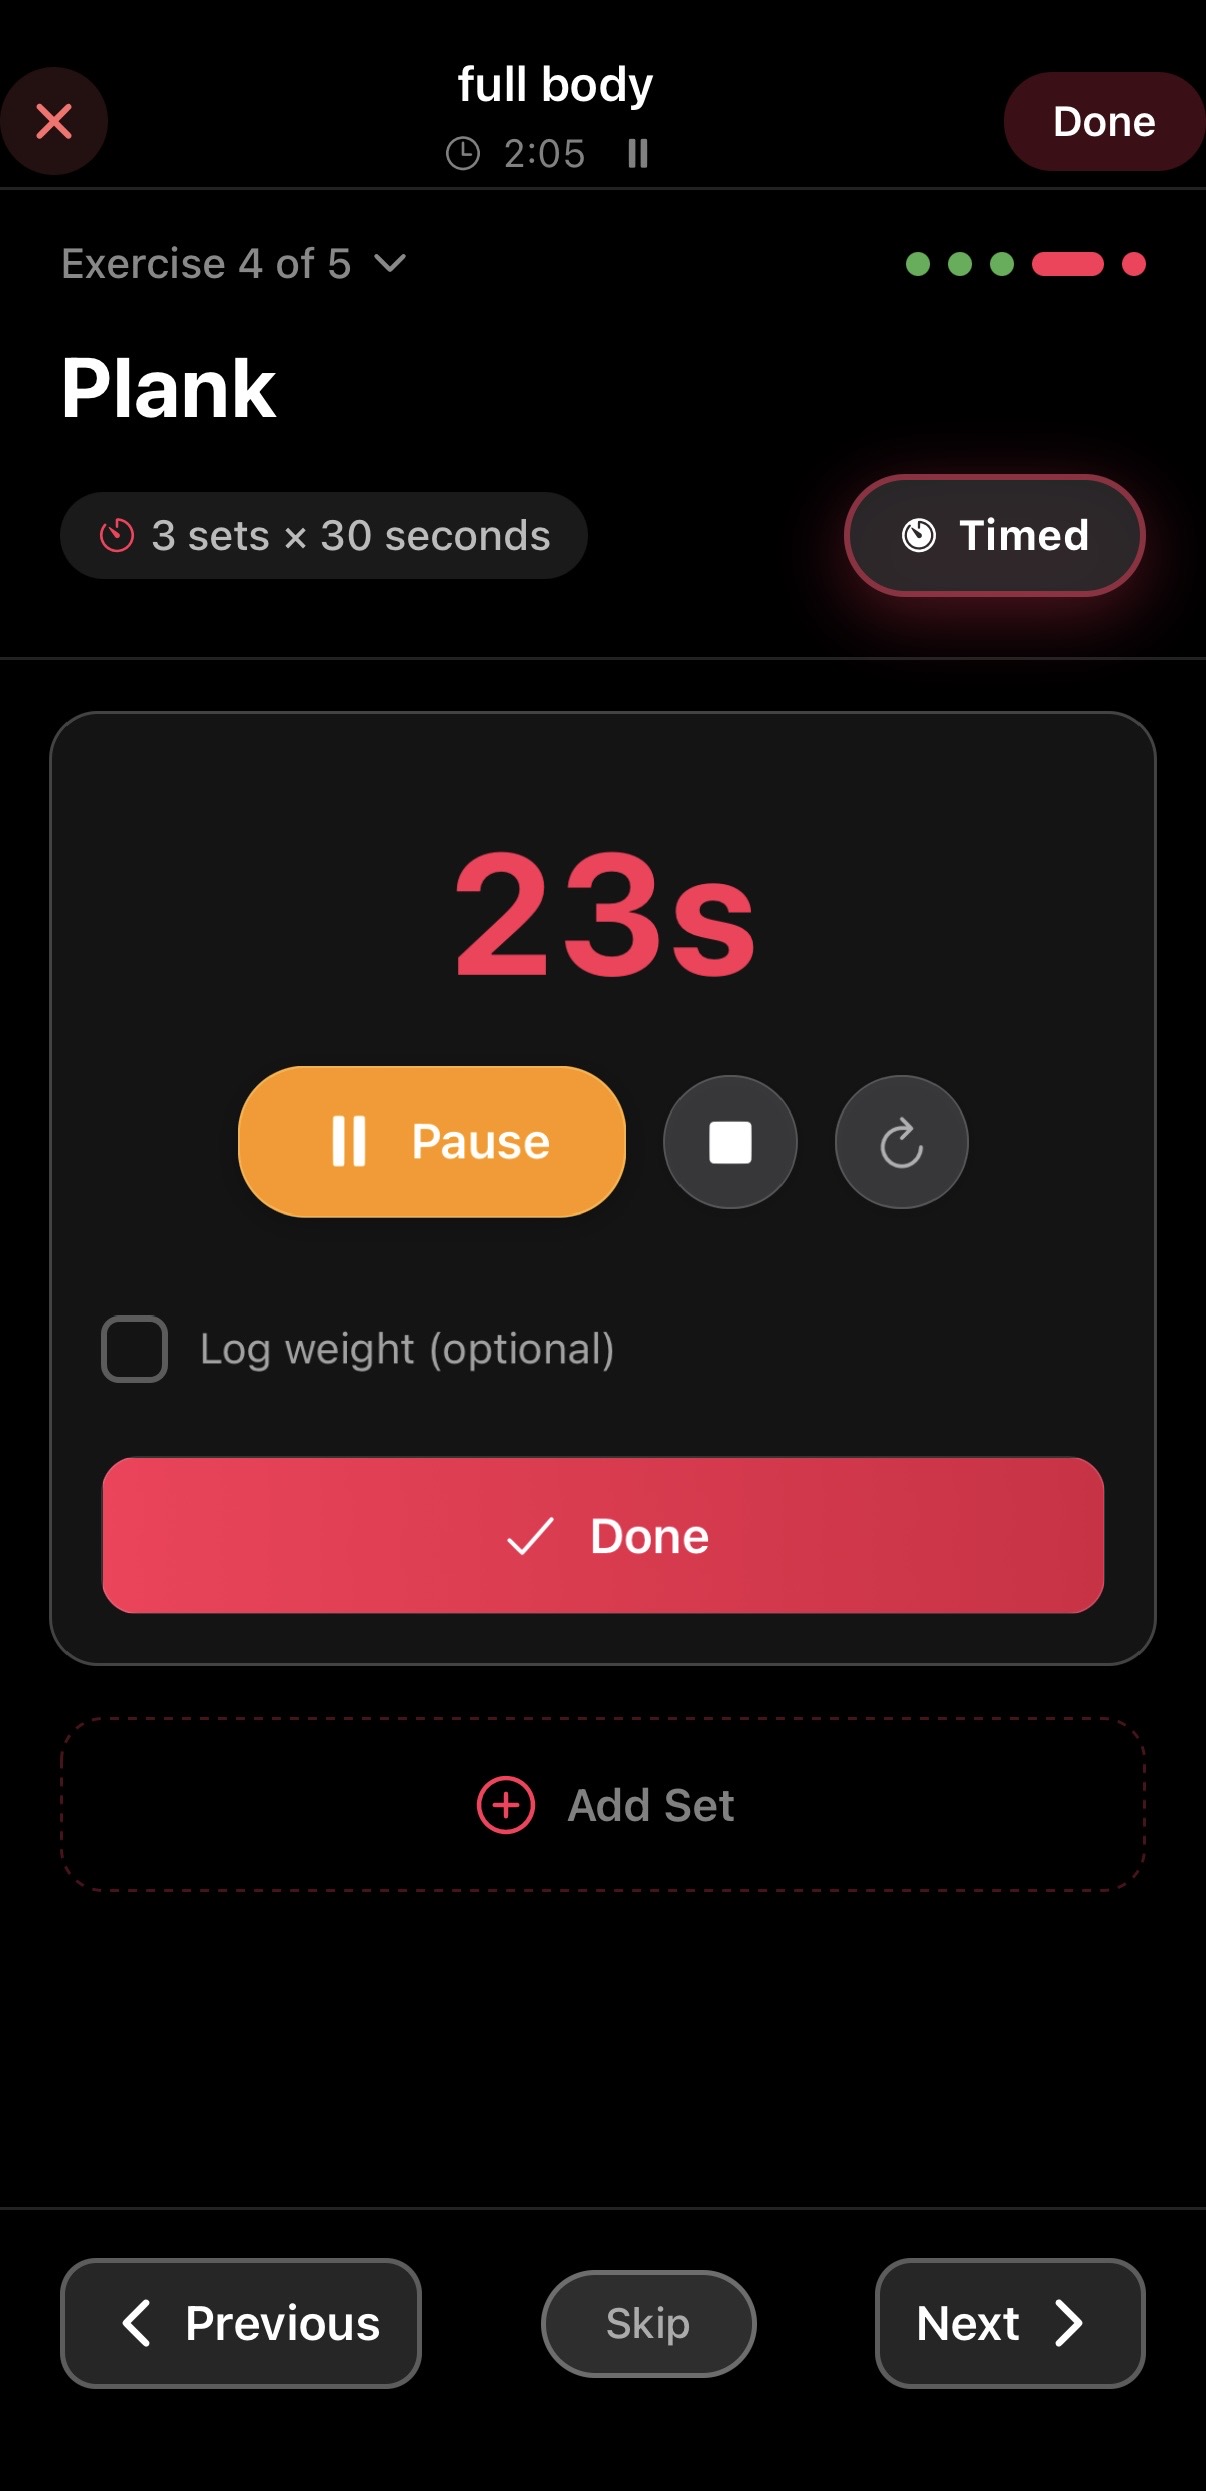 full body
2:05
Done
Exercise 4 of 5
Plank
3 sets × 30 seconds
Timed
23s
Pause
Log weight (optional)
Done
Add Set
Previous
Skip
Next